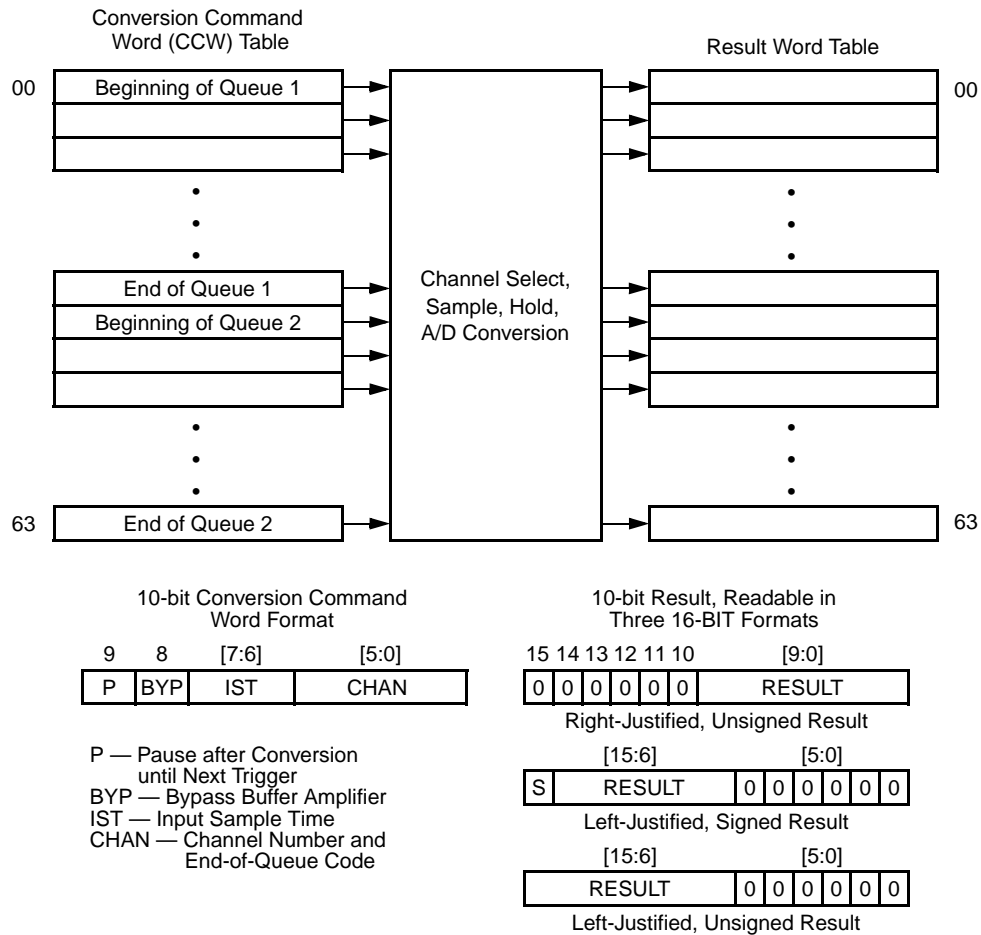 Conversion Command
Word (CCW) Table
Result Word Table
00
Beginning of Queue 1
00
End of Queue 1
Beginning of Queue 2
Channel Select,
Sample, Hold,
A/D Conversion
63
End of Queue 2
63
10-bit Conversion Command
Word Format
9 8 [7:6] [5:0]
P BYP IST CHAN
P — Pause after Conversion
until Next Trigger
BYP — Bypass Buffer Amplifier
IST — Input Sample Time
CHAN — Channel Number and
End-of-Queue Code
10-bit Result, Readable in
Three 16-BIT Formats
15 14 13 12 11 10 [9:0]
0 0 0 0 0 0 RESULT
Right-Justified, Unsigned Result
[15:6] [5:0]
S RESULT 0 0 0 0 0 0
Left-Justified, Signed Result
[15:6] [5:0]
RESULT 0 0 0 0 0 0
Left-Justified, Unsigned Result